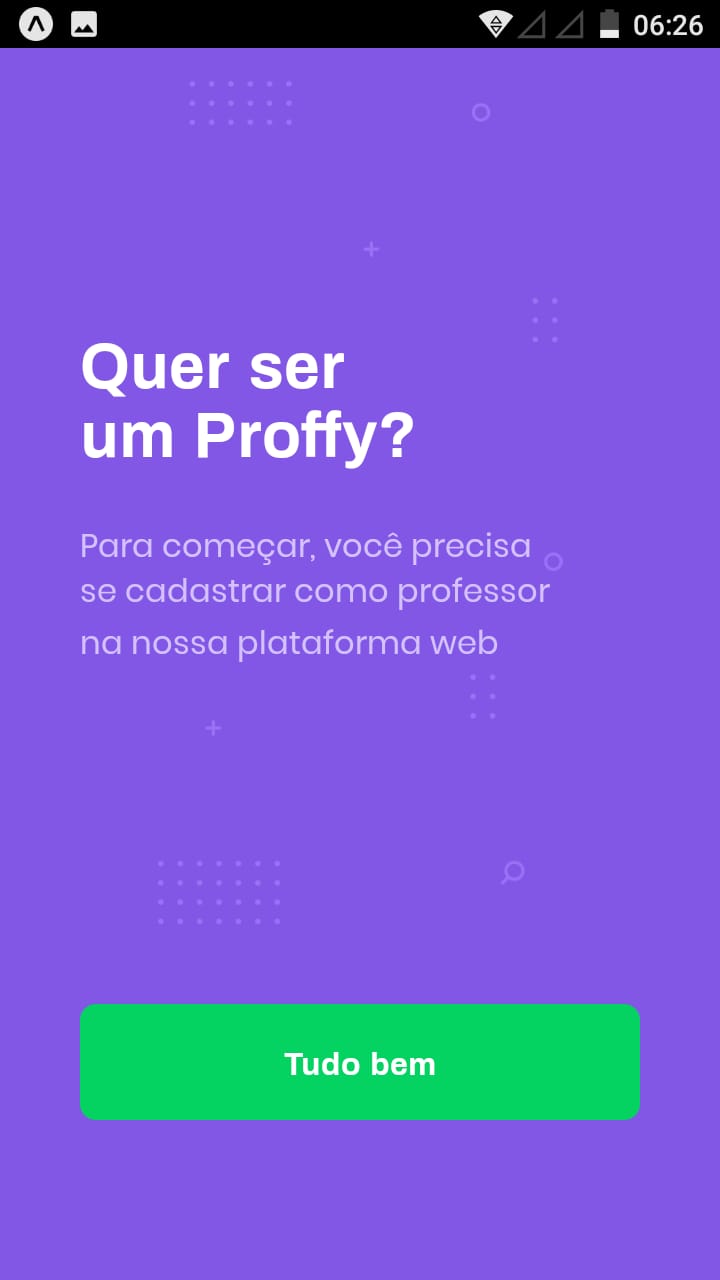 06:26
Quer ser
um Proffy?
Para começar, você precisa
se cadastrar como professor
na nossa plataforma web
Tudo bem